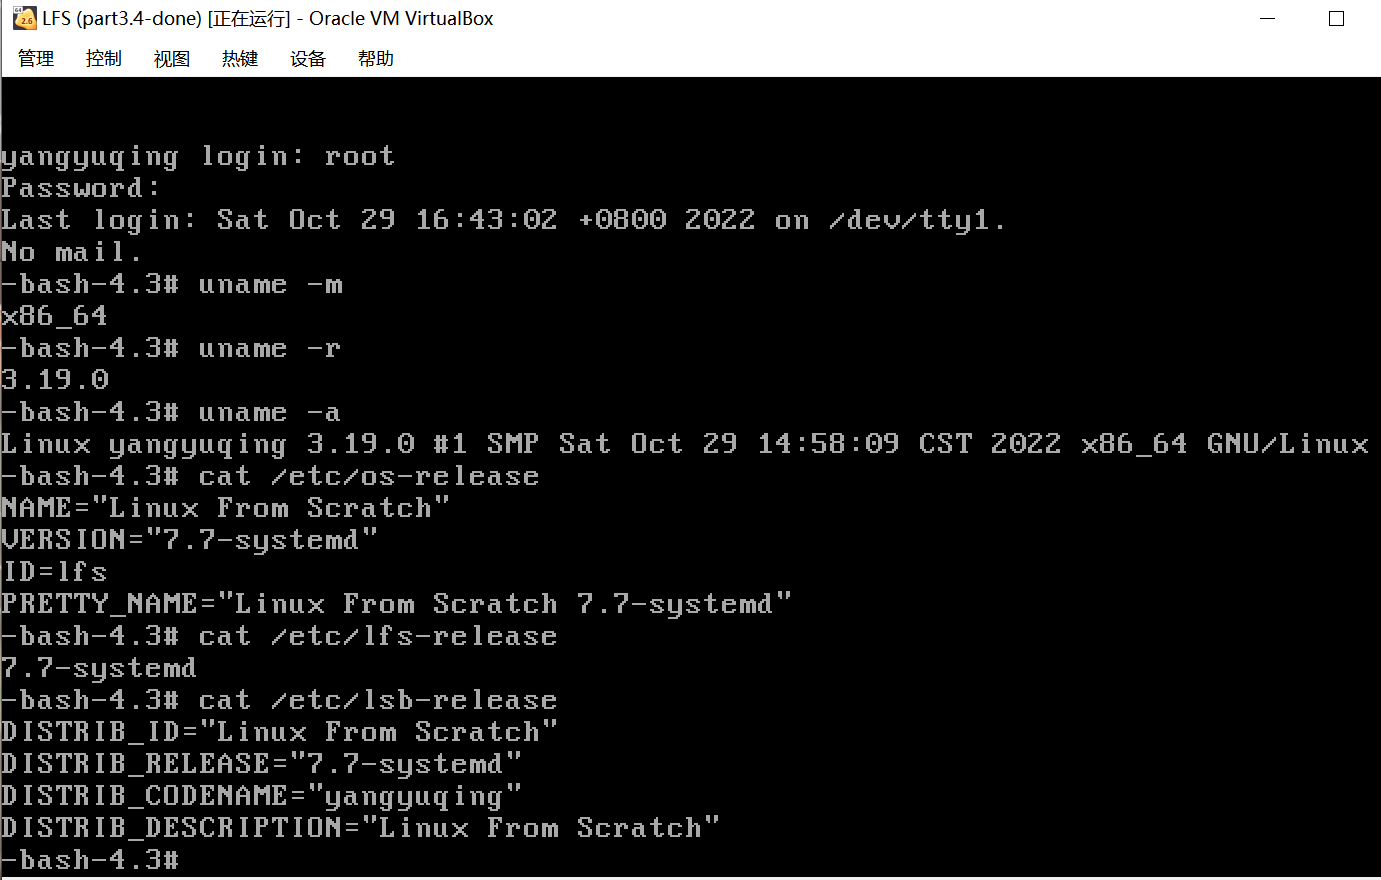 LFS (part3.4-done) [正在运行] - Oracle VM VirtualBox
管理 控制 视图 热键 设备 帮助
yangyuqing login: root
Password:
Last login: Sat Oct 29 16:43:02 +0800 2022 on /dev/tty1.
No mail.
-bash-4.3# uname -m
x86_64
-bash-4.3# uname -r
3.19.0
-bash-4.3# uname -a
Linux yangyuqing 3.19.0 #1 SMP Sat Oct 29 14:58:09 CST 2022 x86_64 GNU/Linux
-bash-4.3# cat /etc/os-release
NAME="Linux From Scratch"
VERSION="7.7-systemd"
ID=lfs
PRETTY_NAME="Linux From Scratch 7.7-systemd"
-bash-4.3# cat /etc/lfs-release
7.7-systemd
-bash-4.3# cat /etc/lsb-release
DISTRIB_ID="Linux From Scratch"
DISTRIB_RELEASE="7.7-systemd"
DISTRIB_CODENAME="yangyuqing"
DISTRIB_DESCRIPTION="Linux From Scratch"
-bash-4.3#